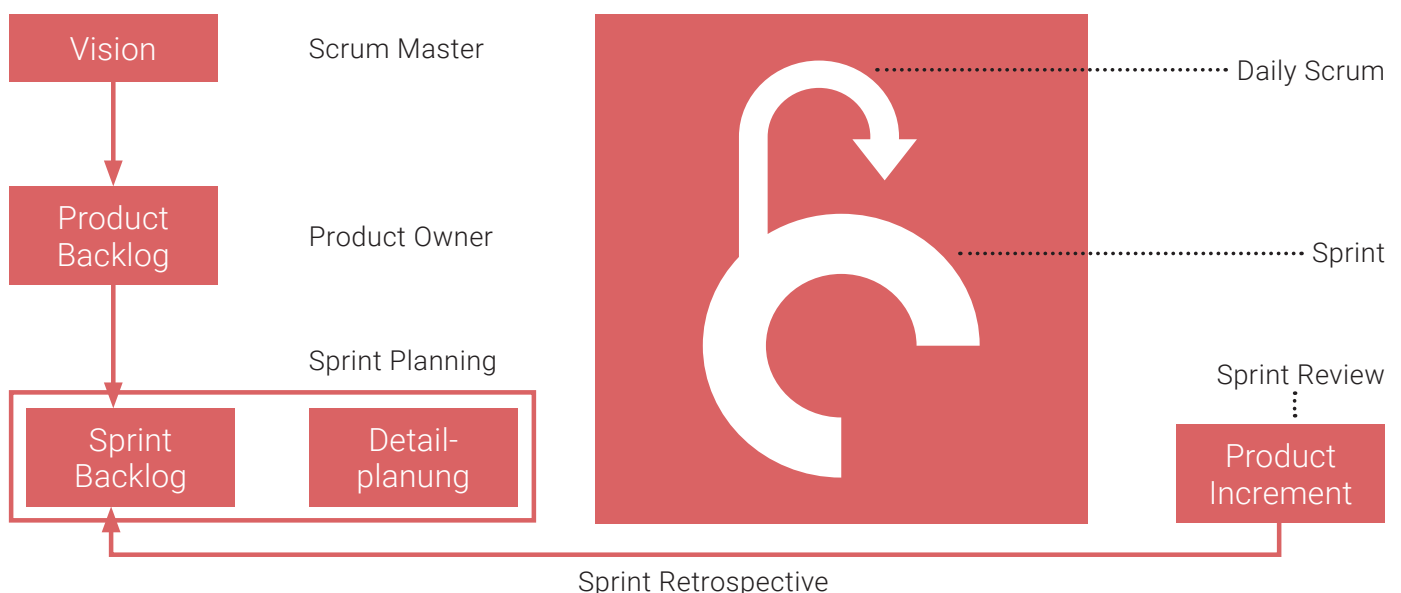 Vision
Scrum Master
Daily Scrum
Product
Backlog
Product Owner
Sprint
Sprint Planning
Sprint Review
Sprint
Backlog
Detail-
planung
Product
Increment
Sprint Retrospective